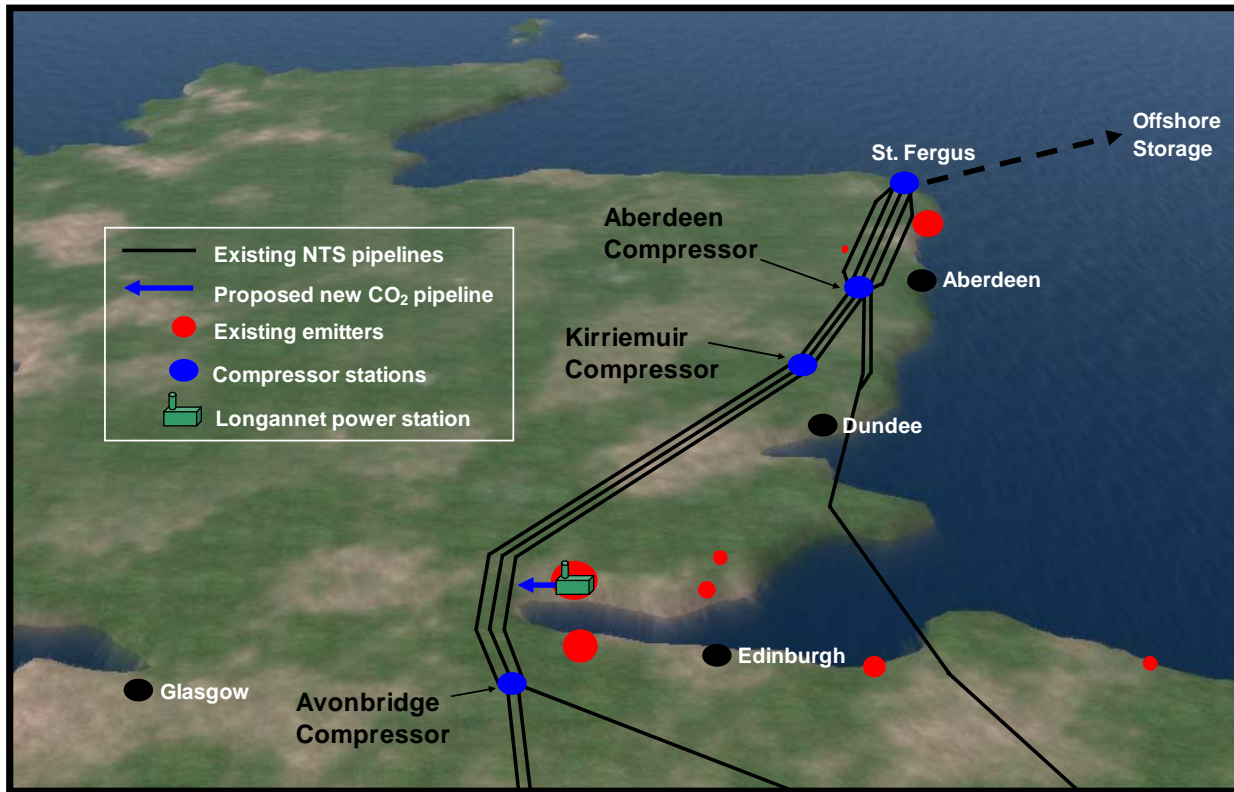 Offshore
Storage
St. Fergus
Aberdeen
Compressor
Aberdeen
Existing NTS pipelines
Proposed new CO₂ pipeline
Existing emitters
Compressor stations
Longannet power station
Kirriemuir
Compressor
Dundee
Edinburgh
Glasgow
Avonbridge
Compressor